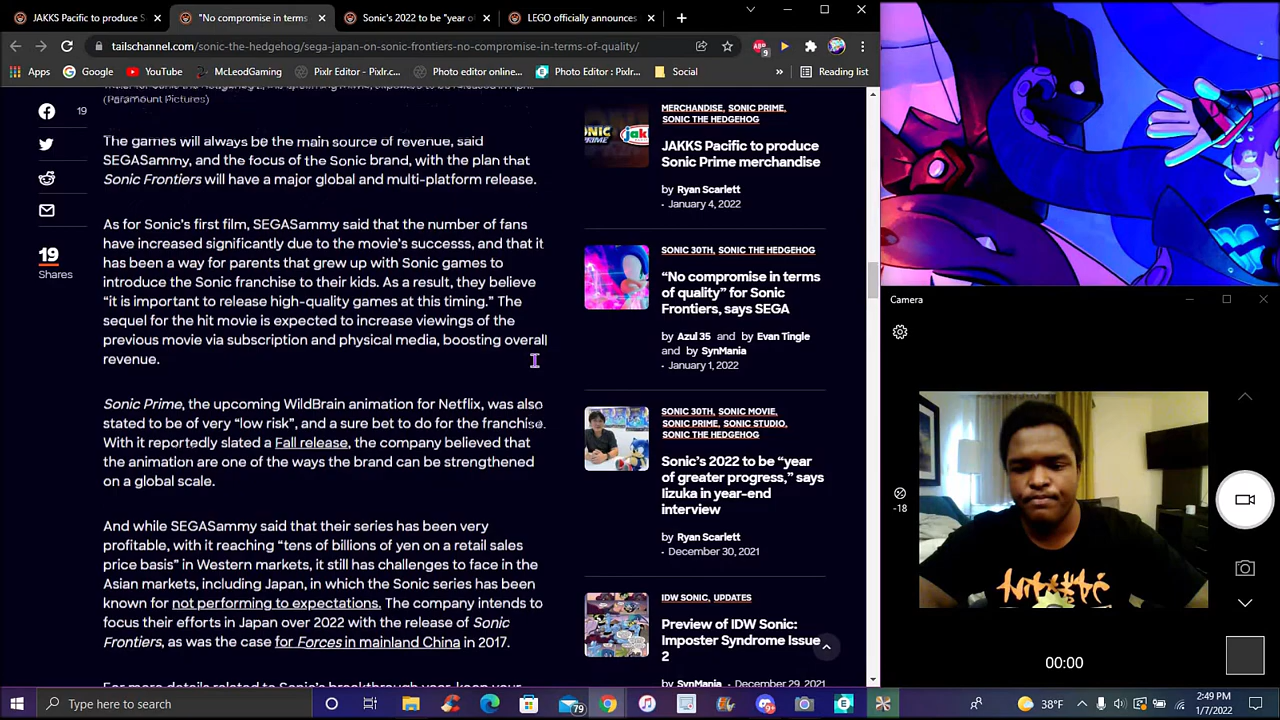 JAKKS Pacific to produce S
"No compromise in terms
Sonic's 2022 to be "year of
LEGO officially announces
tailschannel.com/sonic-the-hedgehog/sega-japan-on-sonic-frontiers-no-compromise-in-terms-of-quality/
9
Apps
Google
YouTube
McLeodGaming
Pixlr Editor - Pixlr.c...
Photo online editor...
Photo Editor : Pixlr...
Social
»
Reading list
(Paramount Pictures)
19
19
Shares
The games will always be the main source of revenue, said
SEGASammy, and the focus of the Sonic brand, with the plan that
Sonic Frontiers will have a major global and multi-platform release.
As for Sonic's first film, SEGASammy said that the number of fans
have increased significantly due to the movie's successs, and that it
has been a way for parents that grew up with Sonic games to
introduce the Sonic franchise to their kids. As a result, they believe
"it is important to release high-quality games at this timing." The
sequel for the hit movie is expected to increase viewings of the
previous movie via subscription and physical media, boosting overall
revenue.
Sonic Prime, the upcoming WildBrain animation for Netflix, was also
stated to be of very "low risk", and a sure bet to do for the franchise.
With it reportedly slated a Fall release, the company believed that
the animation are one of the ways the brand can be strengthened
on a global scale.
And while SEGASammy said that their series has been very
profitable, with it reaching "tens of billions of yen on a retail sales
price basis" in Western markets, it still has challenges to face in the
Asian markets, including Japan, in which the Sonic series has been
known for not performing to expectations. The company intends to
focus their efforts in Japan over 2022 with the release of Sonic
Frontiers, as was the case for Forces in mainland China in 2017.
For more details related to Sonic's breakthrough year, keep your
MERCHANDISE, SONIC PRIME,
SONIC THE HEDGEHOG
JAKKS Pacific to produce
Sonic Prime merchandise
by Ryan Scarlett
- January 4, 2022
SONIC 30TH, SONIC THE HEDGEHOG
"No compromise in terms
of quality" for Sonic
Frontiers, says SEGA
by Azul 35 and by Evan Tingle
and by SynMania
- January 1, 2022
SONIC 30TH, SONIC MOVIE,
SONIC PRIME, SONIC STUDIO,
SONIC THE HEDGEHOG
Sonic's 2022 to be "year
of greater progress," says
Iizuka in year-end
interview
by Ryan Scarlett
- December 30, 2021
IDW SONIC, UPDATES
Preview of IDW Sonic:
Imposter Syndrome Issue
2
by SynMania - December 29, 2021
Camera
-18
00:00
Type here to search
79
38°F
2:49 PM
1/7/2022